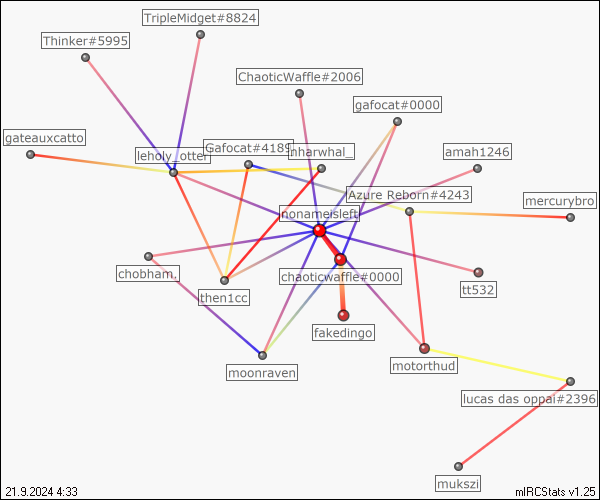 TripleMidget#8824
Thinker#5995
ChaoticWaffle#2006
gafocat#0000
gateauxcatto
leholy_otter
Gafocat#4189
nharwhal_
amah1246
Azure Reborn#4243
mercurybro
nonameisleft
chobham,
then1cc
chaoticwaffle#0000
tt532
fakedingo
moonraven
motorthud
lucas das oppai#2396
mukszi
21.9.2024 4:33
mIRCStats v1.25